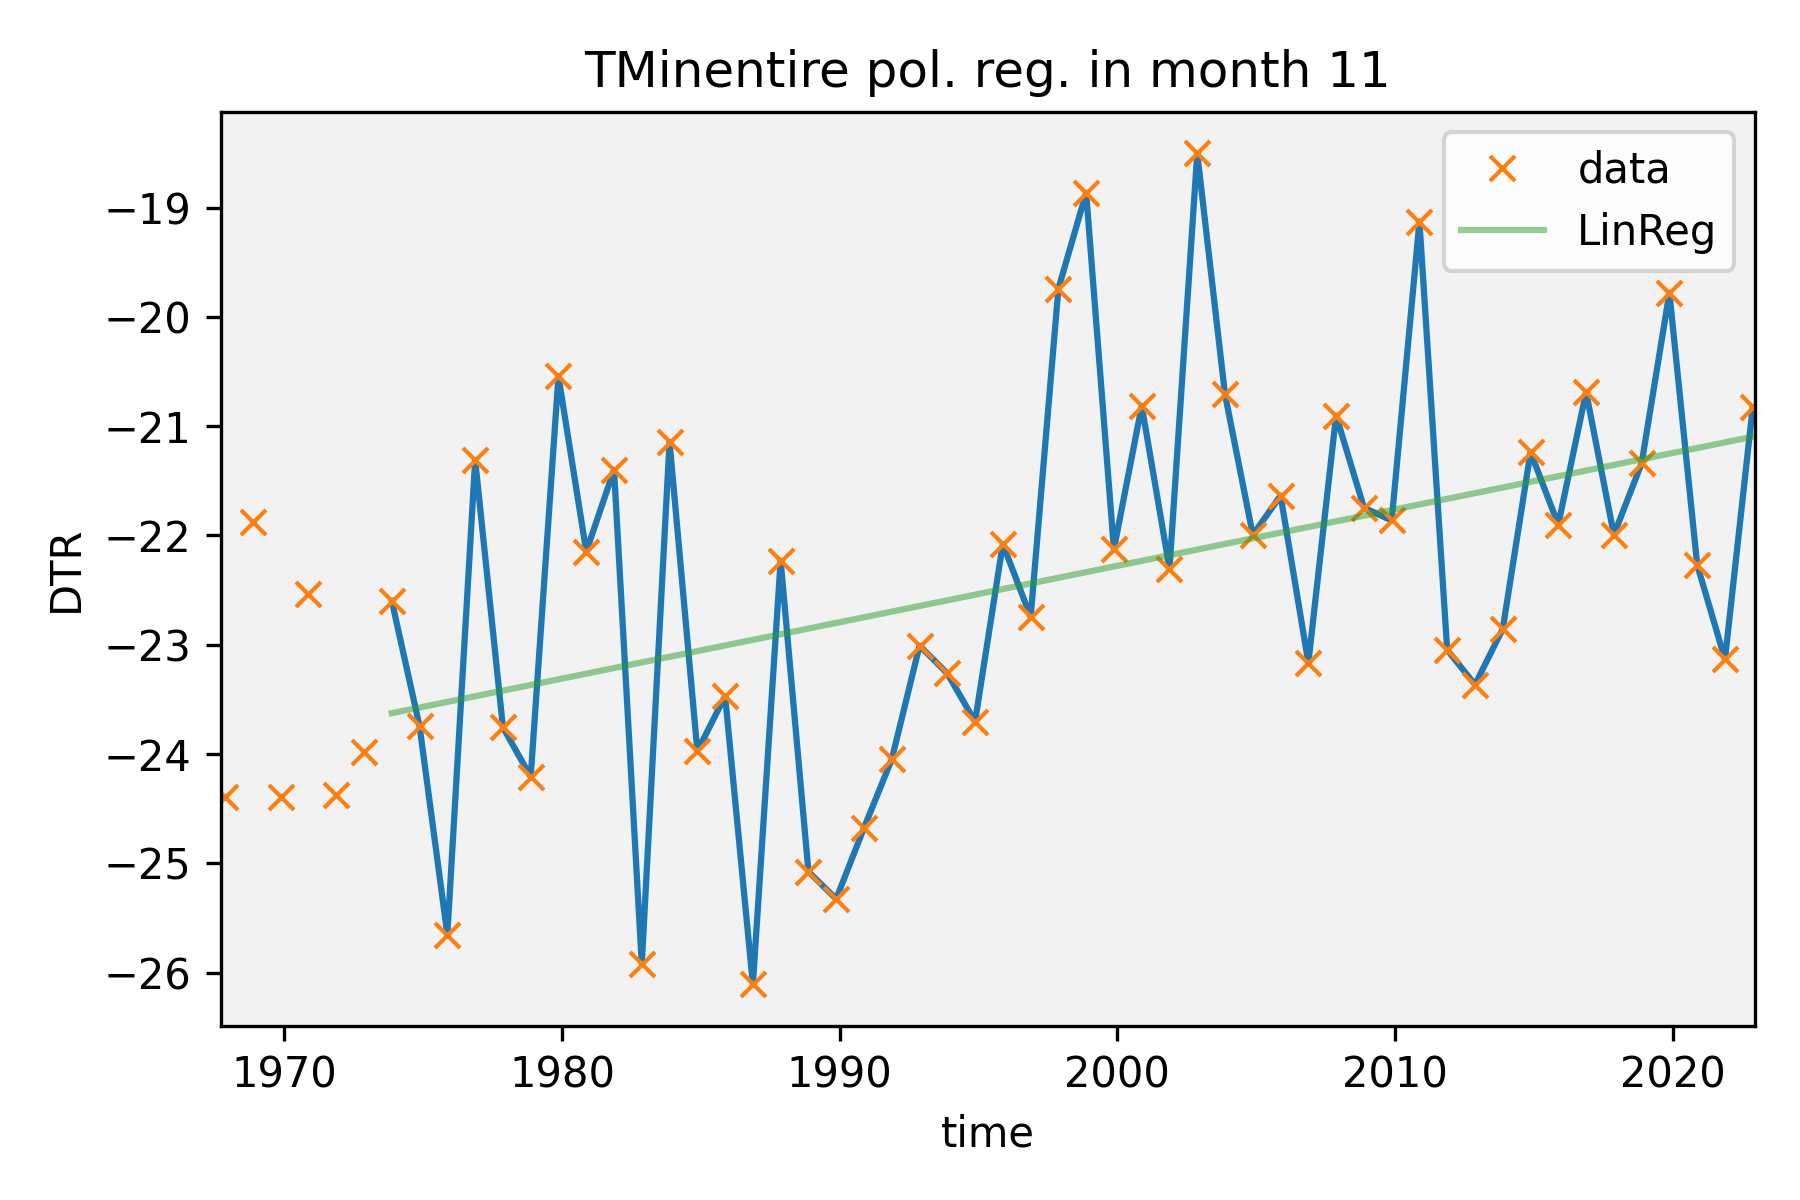 TMinentire pol. reg. in month 11
data
LinReg
−19
−20
−21
−22
−23
−24
−25
−26
DTR
1970 1980 1990 2000 2010 2020
time